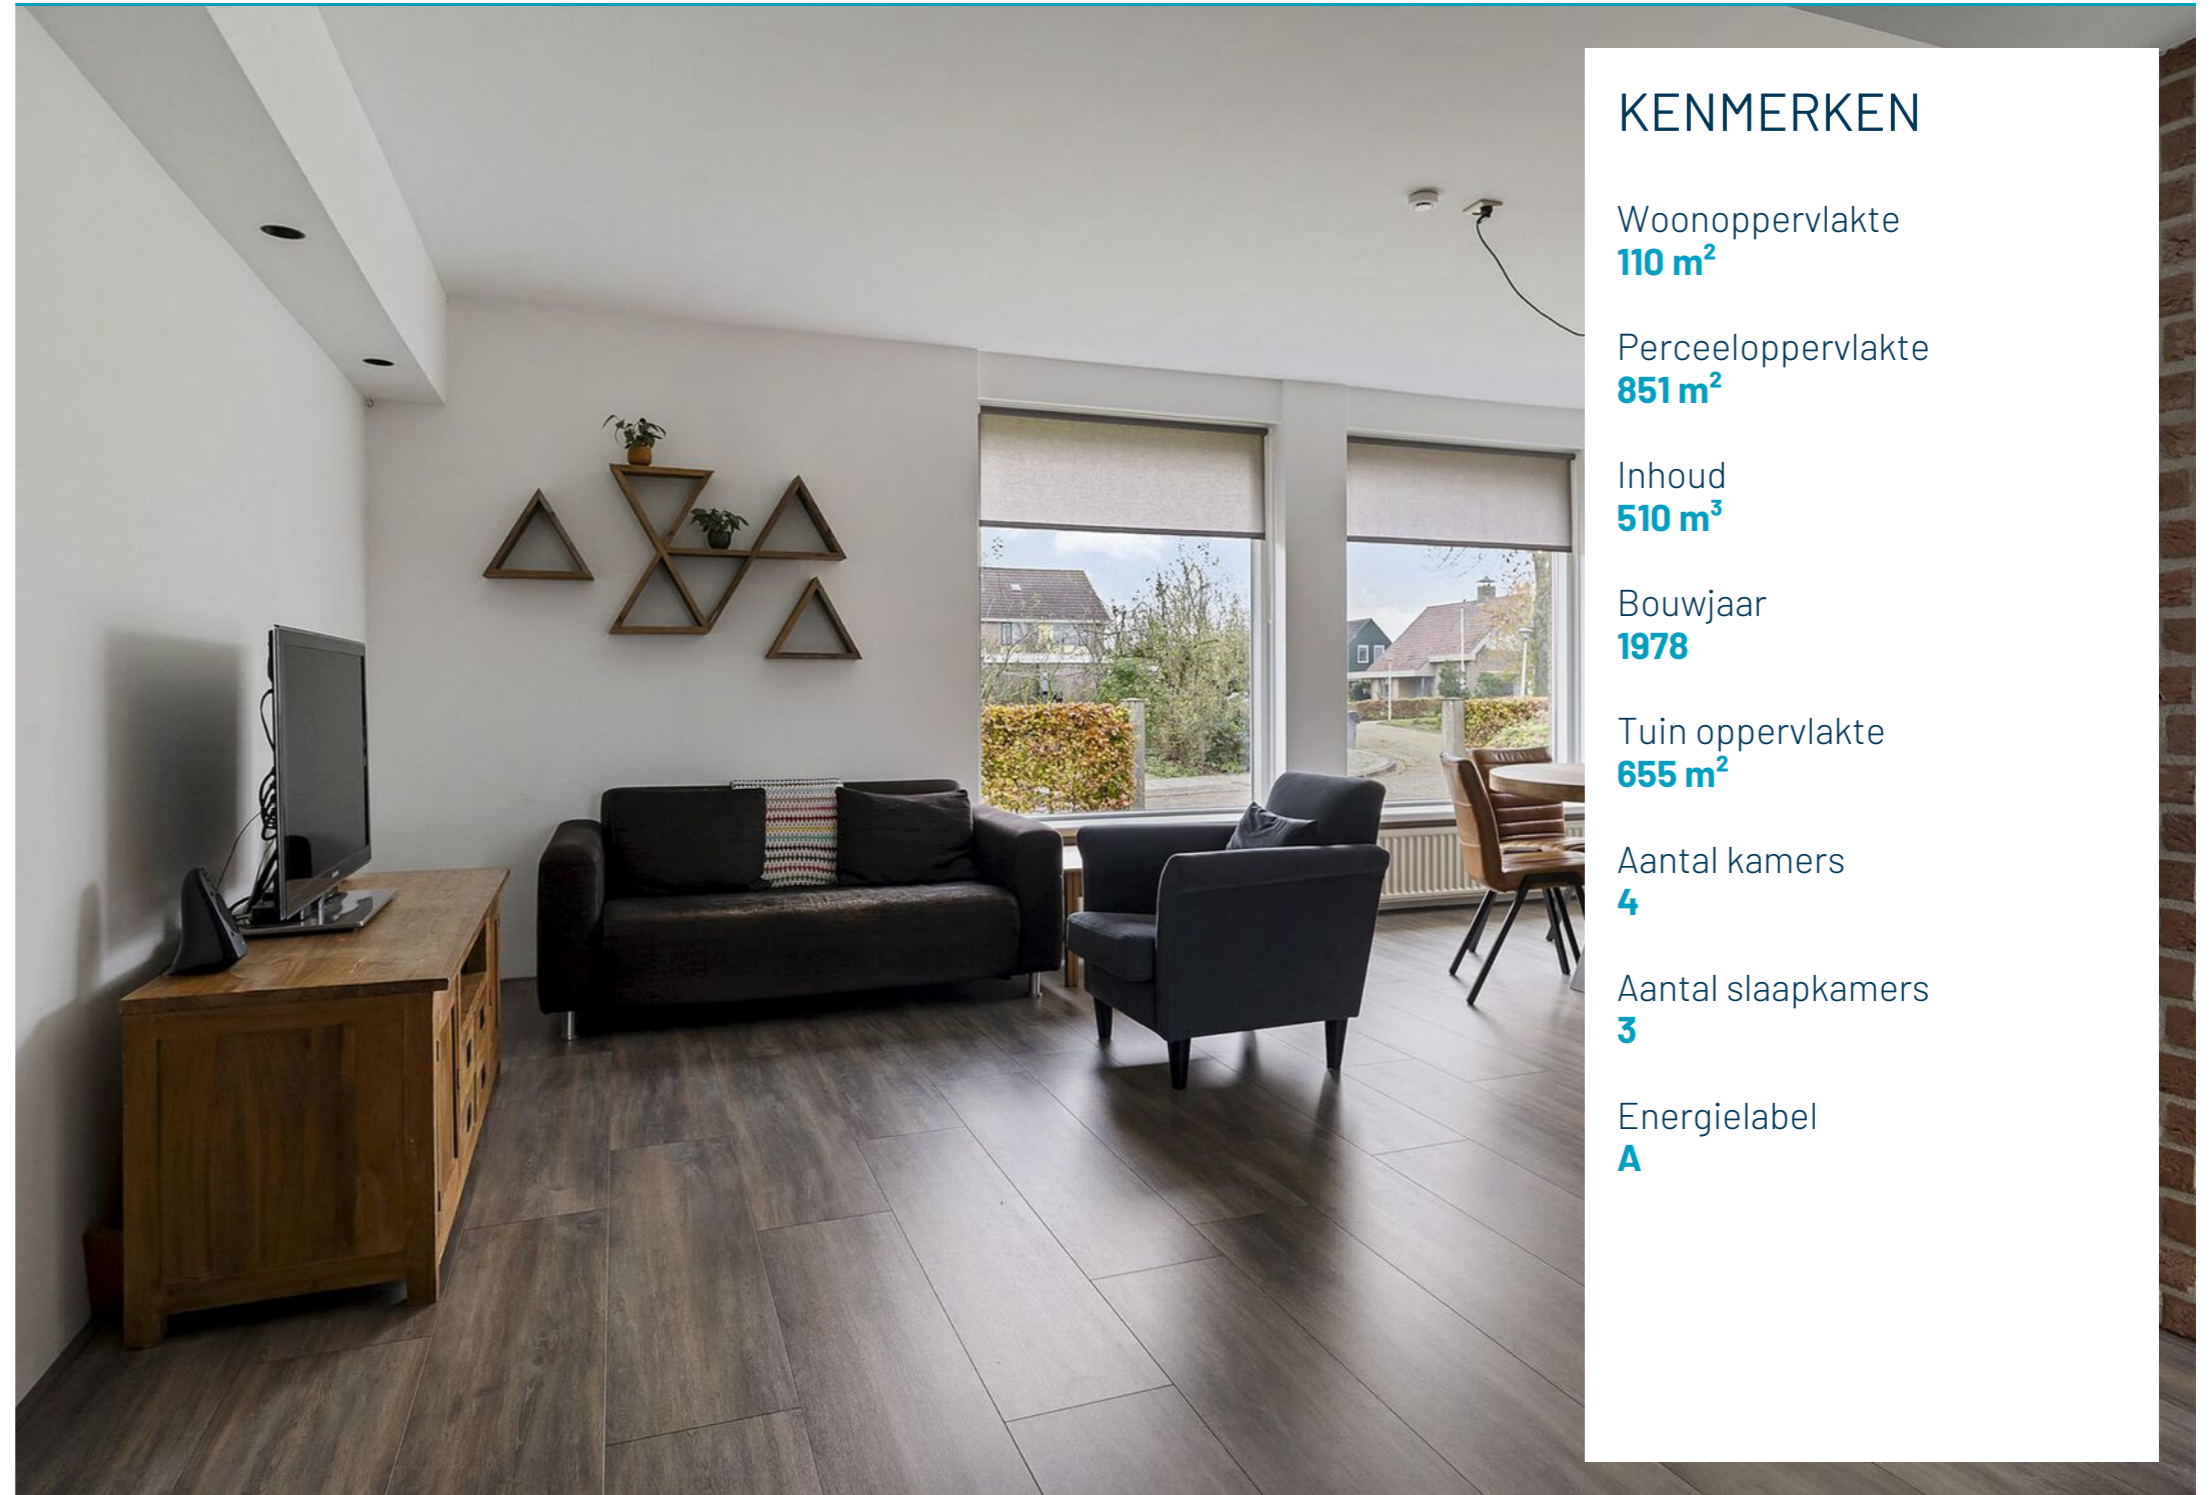 KENMERKEN
Woonoppervlakte
110 m²
Perceeloppervlakte
851 m²
Inhoud
510 m³
Bouwjaar
1978
Tuin oppervlakte
655 m²
Aantal kamers
4
Aantal slaapkamers
3
Energielabel
A